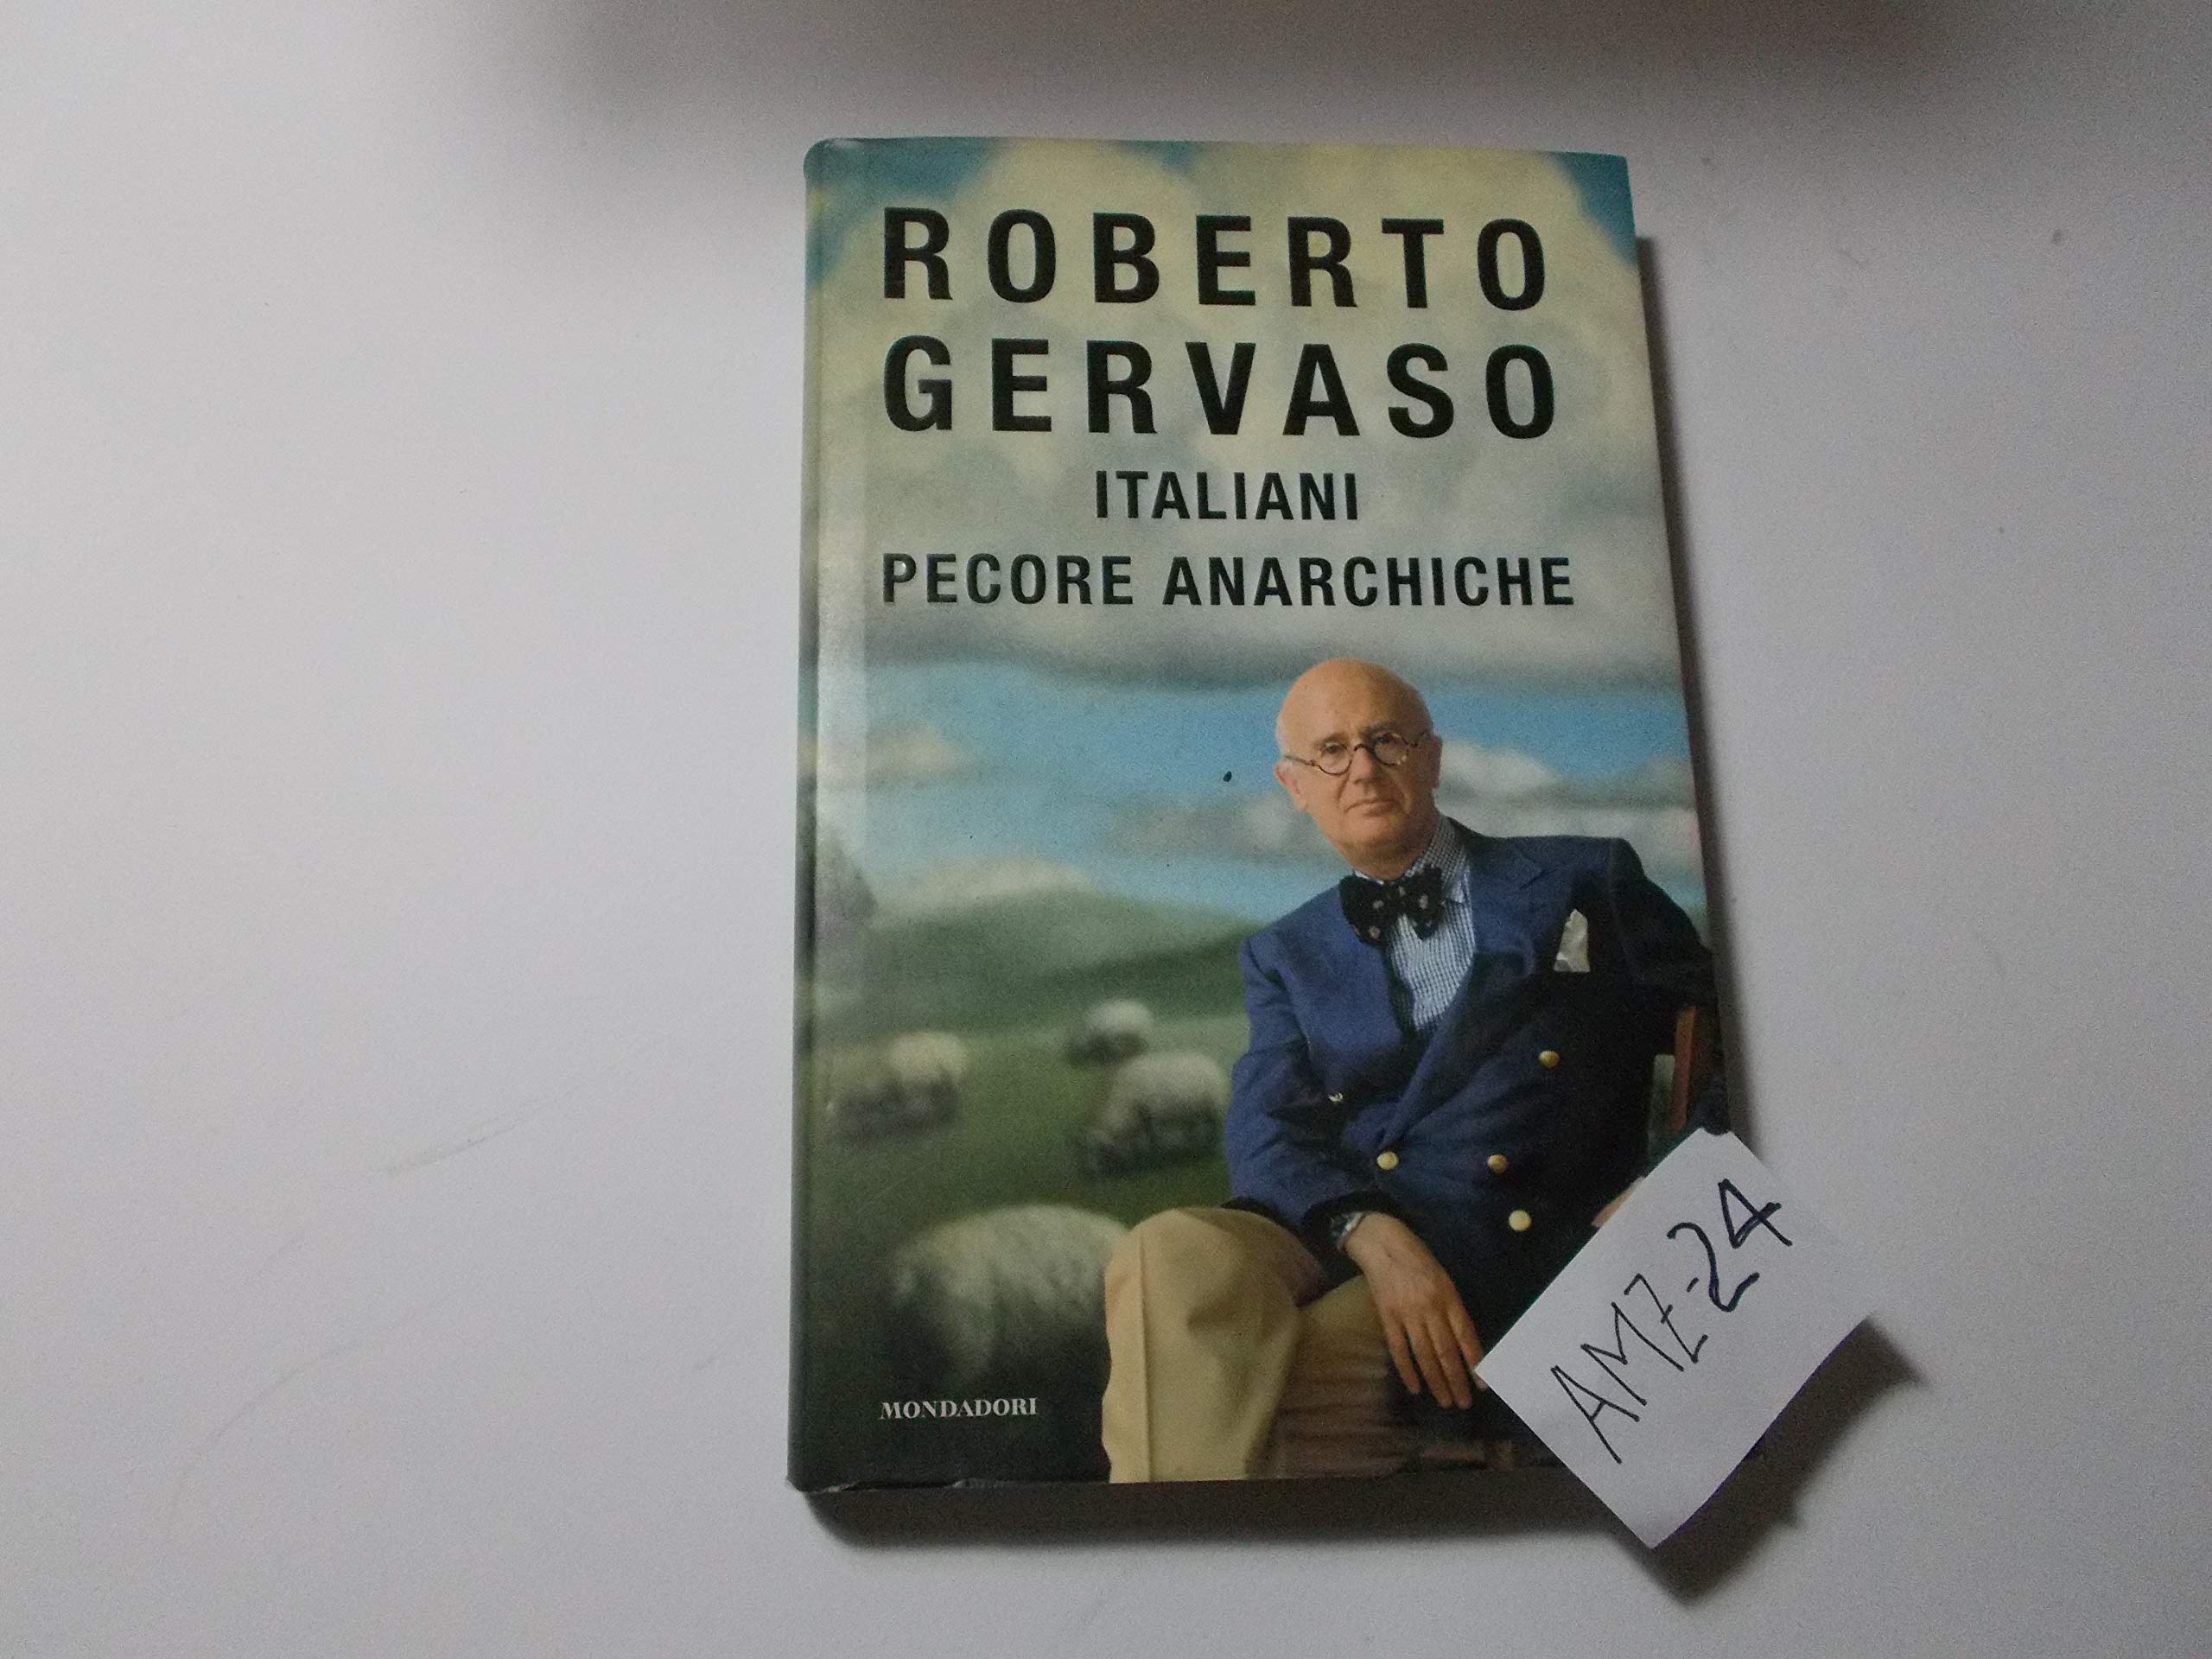 ROBERTO
GERVASO
ITALIANI
PECORE ANARCHICHE
MONDADORI
AMZ-24